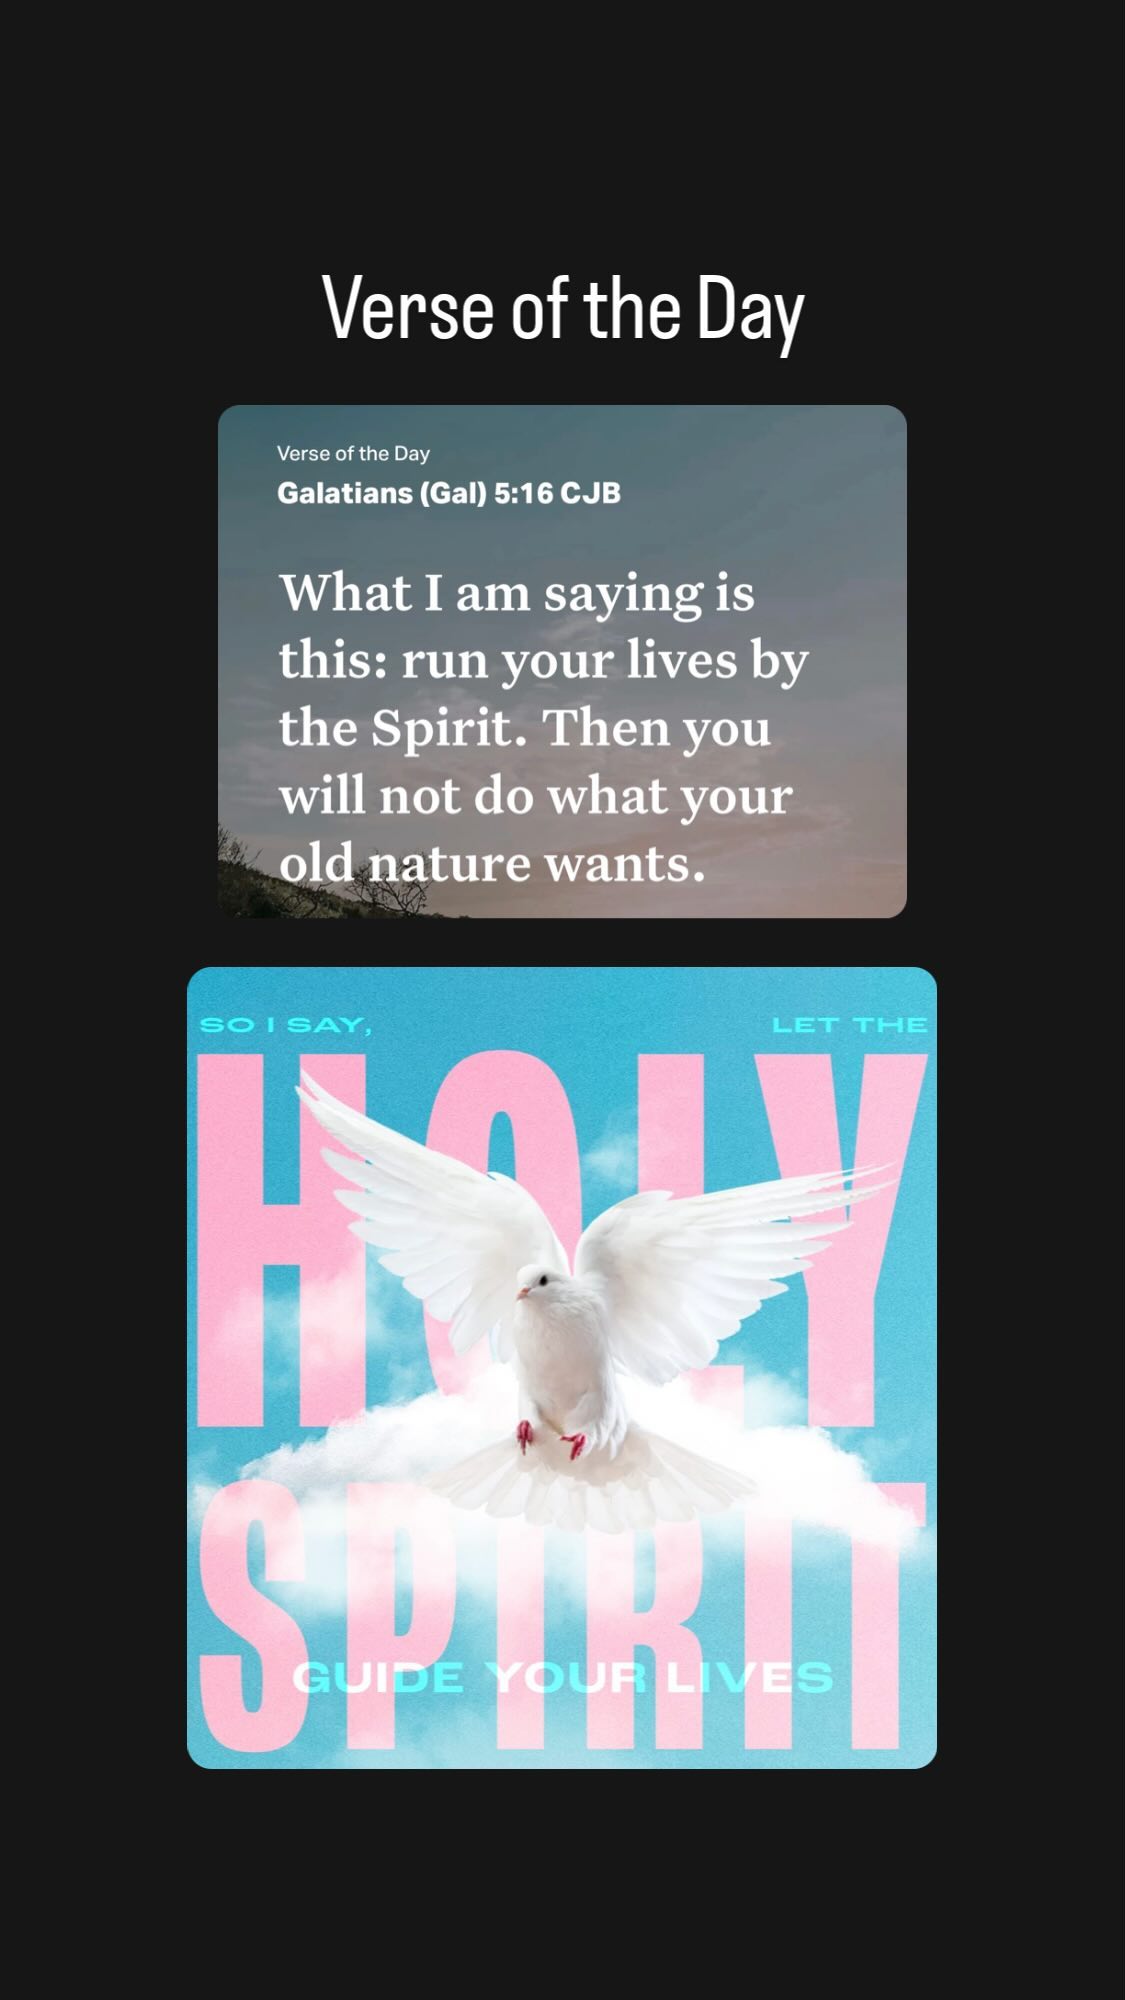 Verse of the Day
Verse of the Day
Galatians (Gal) 5:16 CJB
What I am saying is
this: run your lives by
the Spirit. Then you
will not do what your
old nature wants.
SO I SAY, LET THE
HOLY
SPIRIT
GUIDE YOUR LIVES